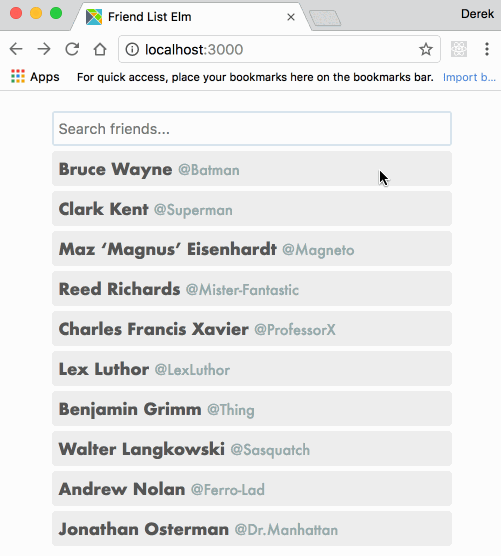 Friend List Elm
Derek
localhost:3000
Apps For quick access, place your bookmarks here on the bookmarks bar. Import b...
Search friends...
Bruce Wayne @Batman
Clark Kent @Superman
Maz ‘Magnus’ Eisenhardt @Magneto
Reed Richards @Mister-Fantastic
Charles Francis Xavier @ProfessorX
Lex Luthor @LexLuthor
Benjamin Grimm @Thing
Walter Langkowski @Sasquatch
Andrew Nolan @Ferro-Lad
Jonathan Osterman @Dr.Manhattan